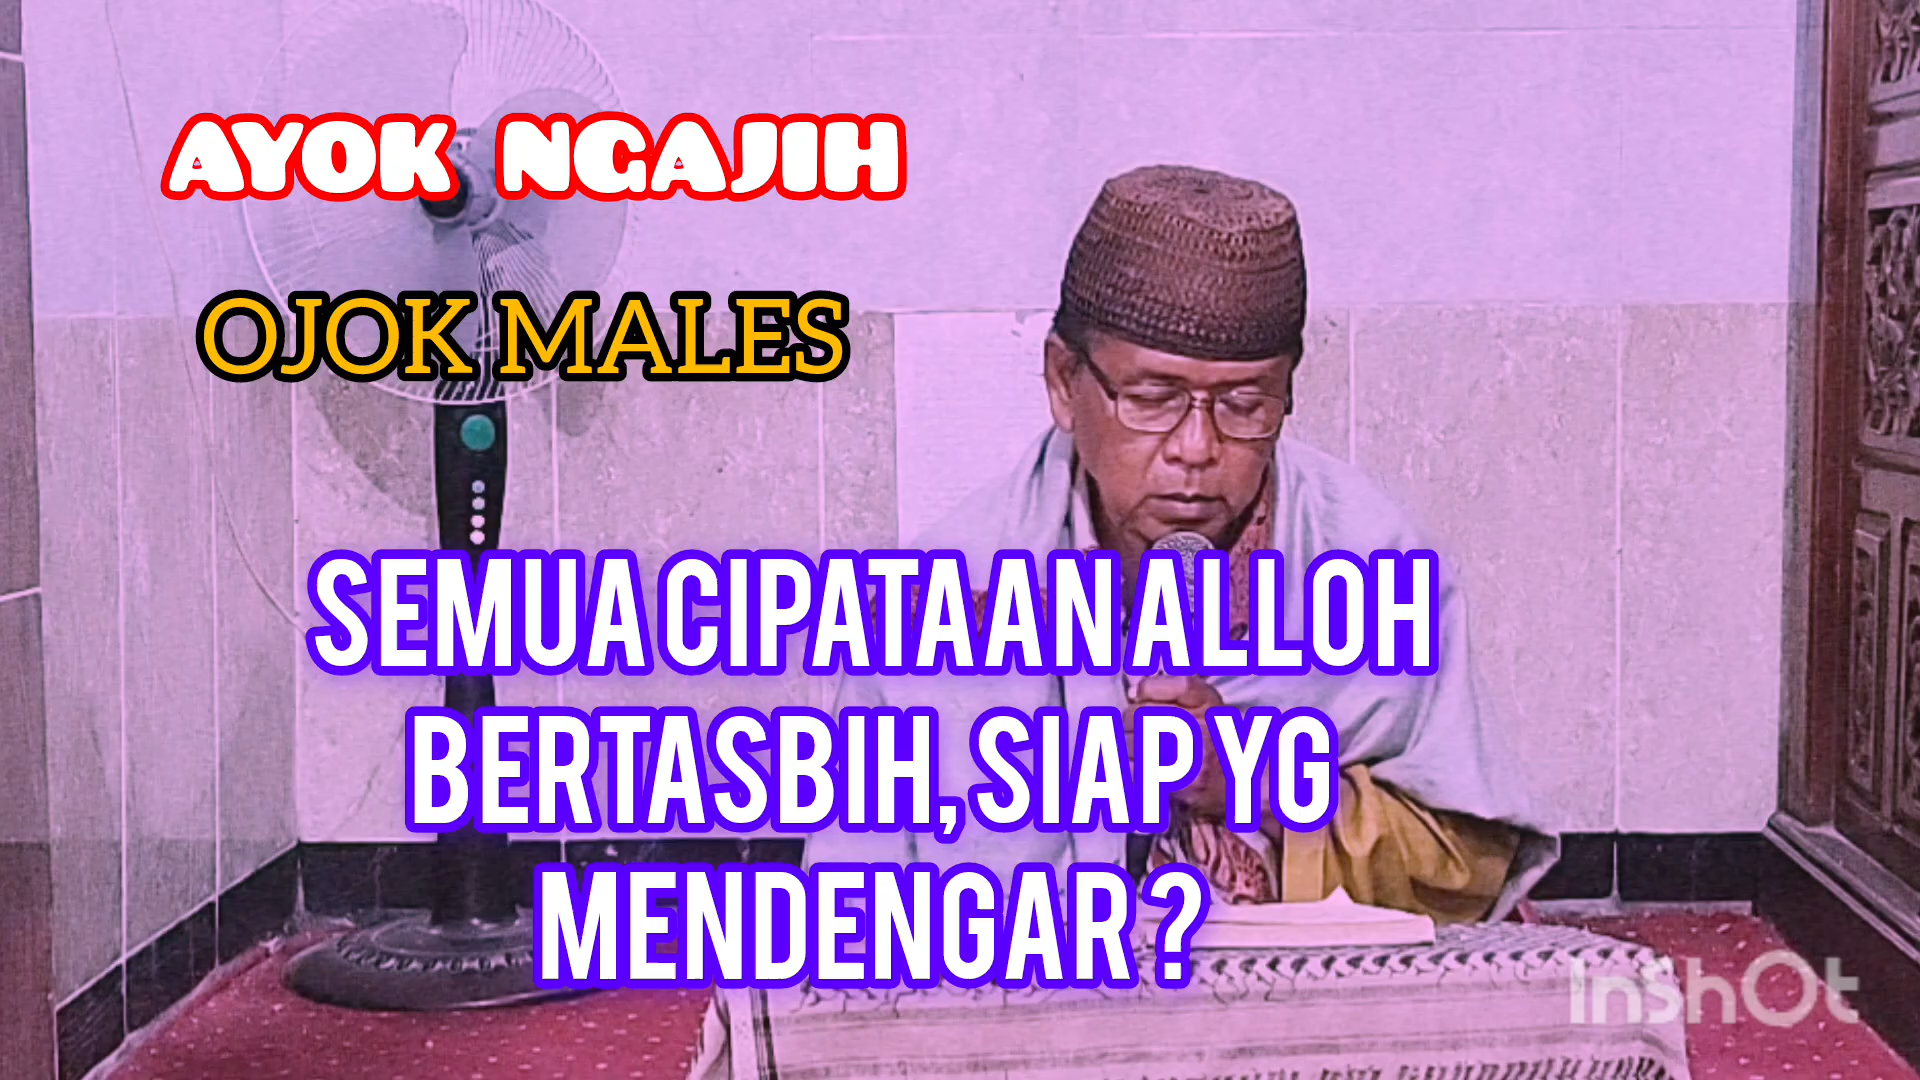 AYOK NGAJIH
OJOK MALES
SEMUA CIPATAAN ALLOH
BERTASBIH, SIAP YG
MENDENGAR ?
InShOt